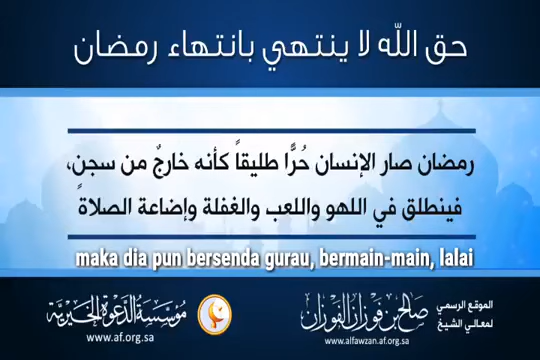 حق الله لا ينتهي بانتهاء رمضان
رمضان صار الإنسان حُرًّا طليقاً كأنه خارجٌ من سجنٍ،
فينطلق في اللهو واللعب والغفلة وإضاعة الصلاةً
maka dia pun bersenda gurau, bermain-main, lalai
الموقع الرسمي
لمعالي الشيخ
صالح بن فوزان الفوزان
www.alfawzan.af.org.sa
مؤسسة الدعوة الخيرية
www.af.org.sa